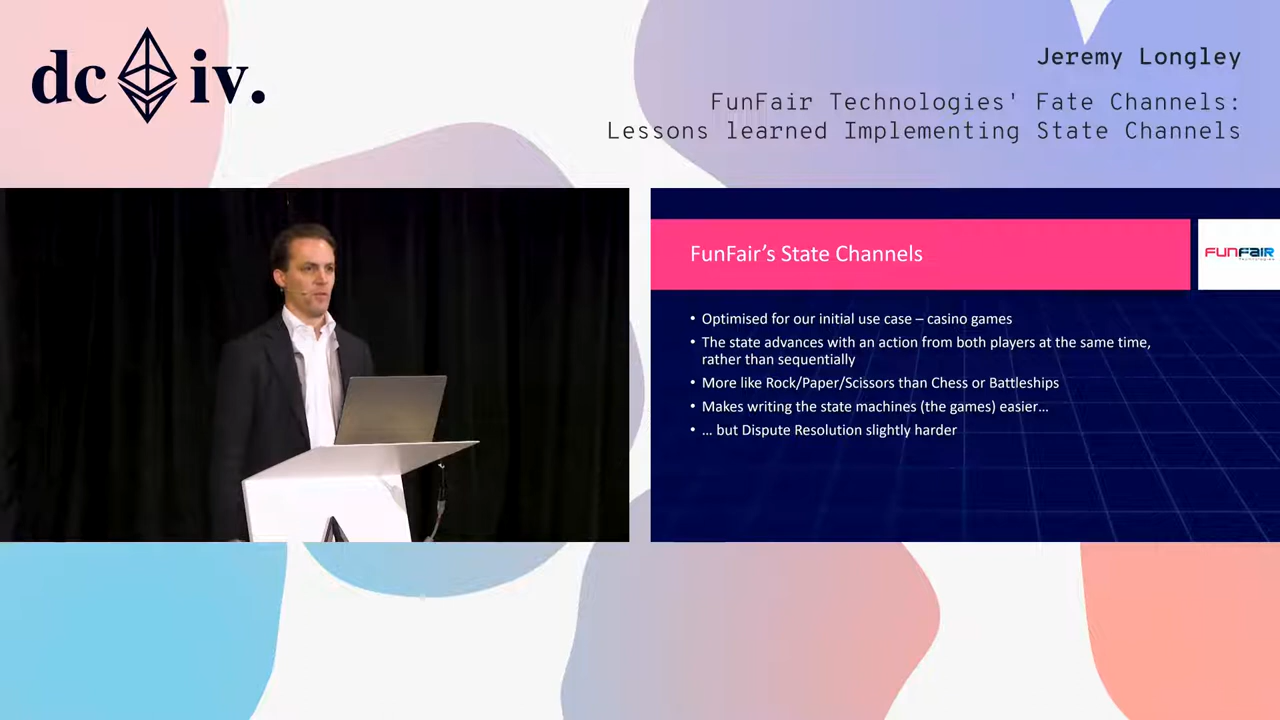 dc iv.
Jeremy Longley
FunFair Technologies' Fate Channels:
Lessons learned Implementing State Channels
FunFair's State Channels
FUNFAIR
Technologies
• Optimised for our initial use case – casino games
• The state advances with an action from both players at the same time,
rather than sequentially
• More like Rock/Paper/Scissors than Chess or Battleships
• Makes writing the state machines (the games) easier…
• … but Dispute Resolution slightly harder